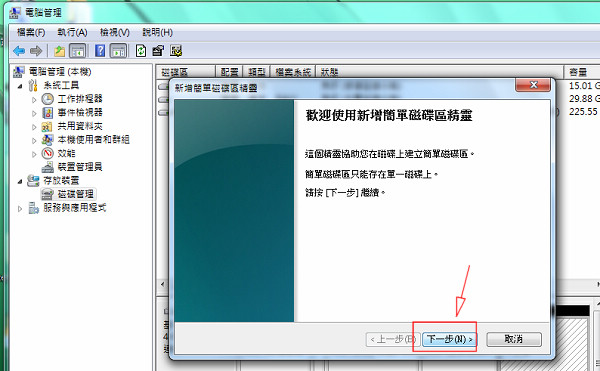 電腦管理
檔案(F) 執行(A) 檢視(V) 說明(H)
電腦管理 (本機)
系統工具
工作排程器
事件檢視器
共用資料夾
本機使用者和群組
效能
裝置管理員
存放裝置
磁碟管理
服務與應用程式
磁碟區 配置 類型 檔案系統 狀態 容量
15.01 G
29.88 G
225.55
新增簡單磁碟區精靈
歡迎使用新增簡單磁碟區精靈
這個精靈協助您在磁碟上建立簡單磁碟區。
簡單磁碟區只能存在單一磁碟上。
請按 [下一步] 繼續。
<上一步(B) 下一步(N) > 取消